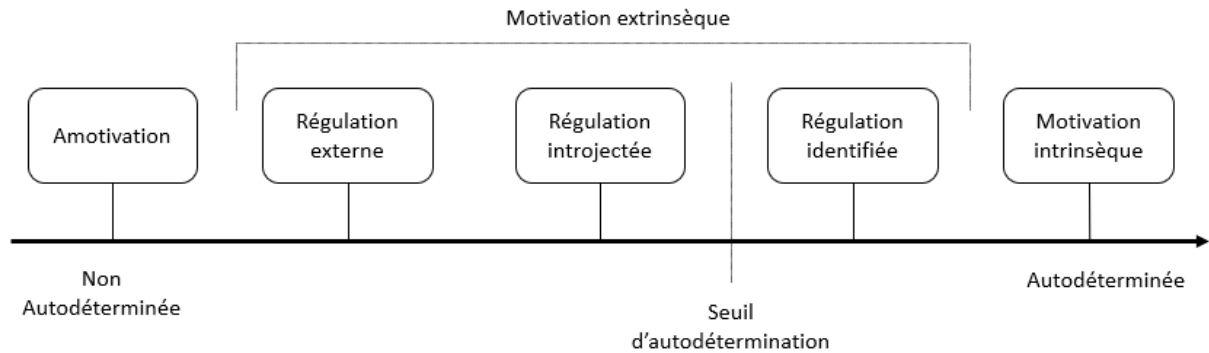 Motivation extrinsèque
Amotivation
Régulation
externe
Régulation
introjectée
Régulation
identifiée
Motivation
intrinsèque
Non
Autodéterminée
Seuil
d’autodétermination
Autodéterminée